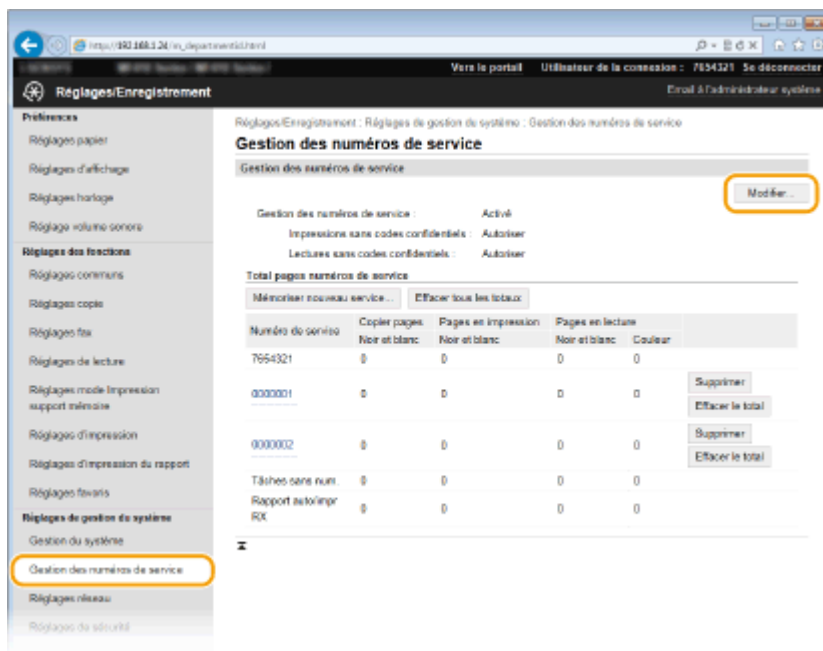 http://192.168.1.24/m_departmentid.html
Vers le portail Utilisateur de la connexion : 7654321 Se déconnecter
Réglages/Enregistrement
Email à l'administrateur système
Préférences
Réglages papier
Réglages d'affichage
Réglages horloge
Réglage volume sonore
Réglages des fonctions
Réglages communs
Réglages copie
Réglages fax
Réglages de lecture
Réglages mode Impression
support mémoire
Réglages d'impression
Réglages d'impression du rapport
Réglages favoris
Réglages de gestion du système
Gestion du système
Gestion des numéros de service
Réglages réseau
Réglages de sécurité
Réglages/Enregistrement : Réglages de gestion de système : Gestion des numéros de service
Gestion des numéros de service
Gestion des numéros de service
Modifier...
Gestion des numéros de service : Activé
Impressions sans codes confidentiels : Autoriser
Lectures sans codes confidentiels : Autoriser
Total pages numéros de service
Mémoriser nouveau service... Effacer tous les totaux
Numéro de service Copier pages Pages en impression Pages en lecture
Noir et blanc Noir et blanc Noir et blanc Couleur
7654321 0 0 0 0
0000001 0 0 0 0 Supprimer
Effacer le total
0000002 0 0 0 0 Supprimer
Effacer le total
Tâches sans num. 0 0 0 0
Rapport auto/impr
RX 0 0 0 0